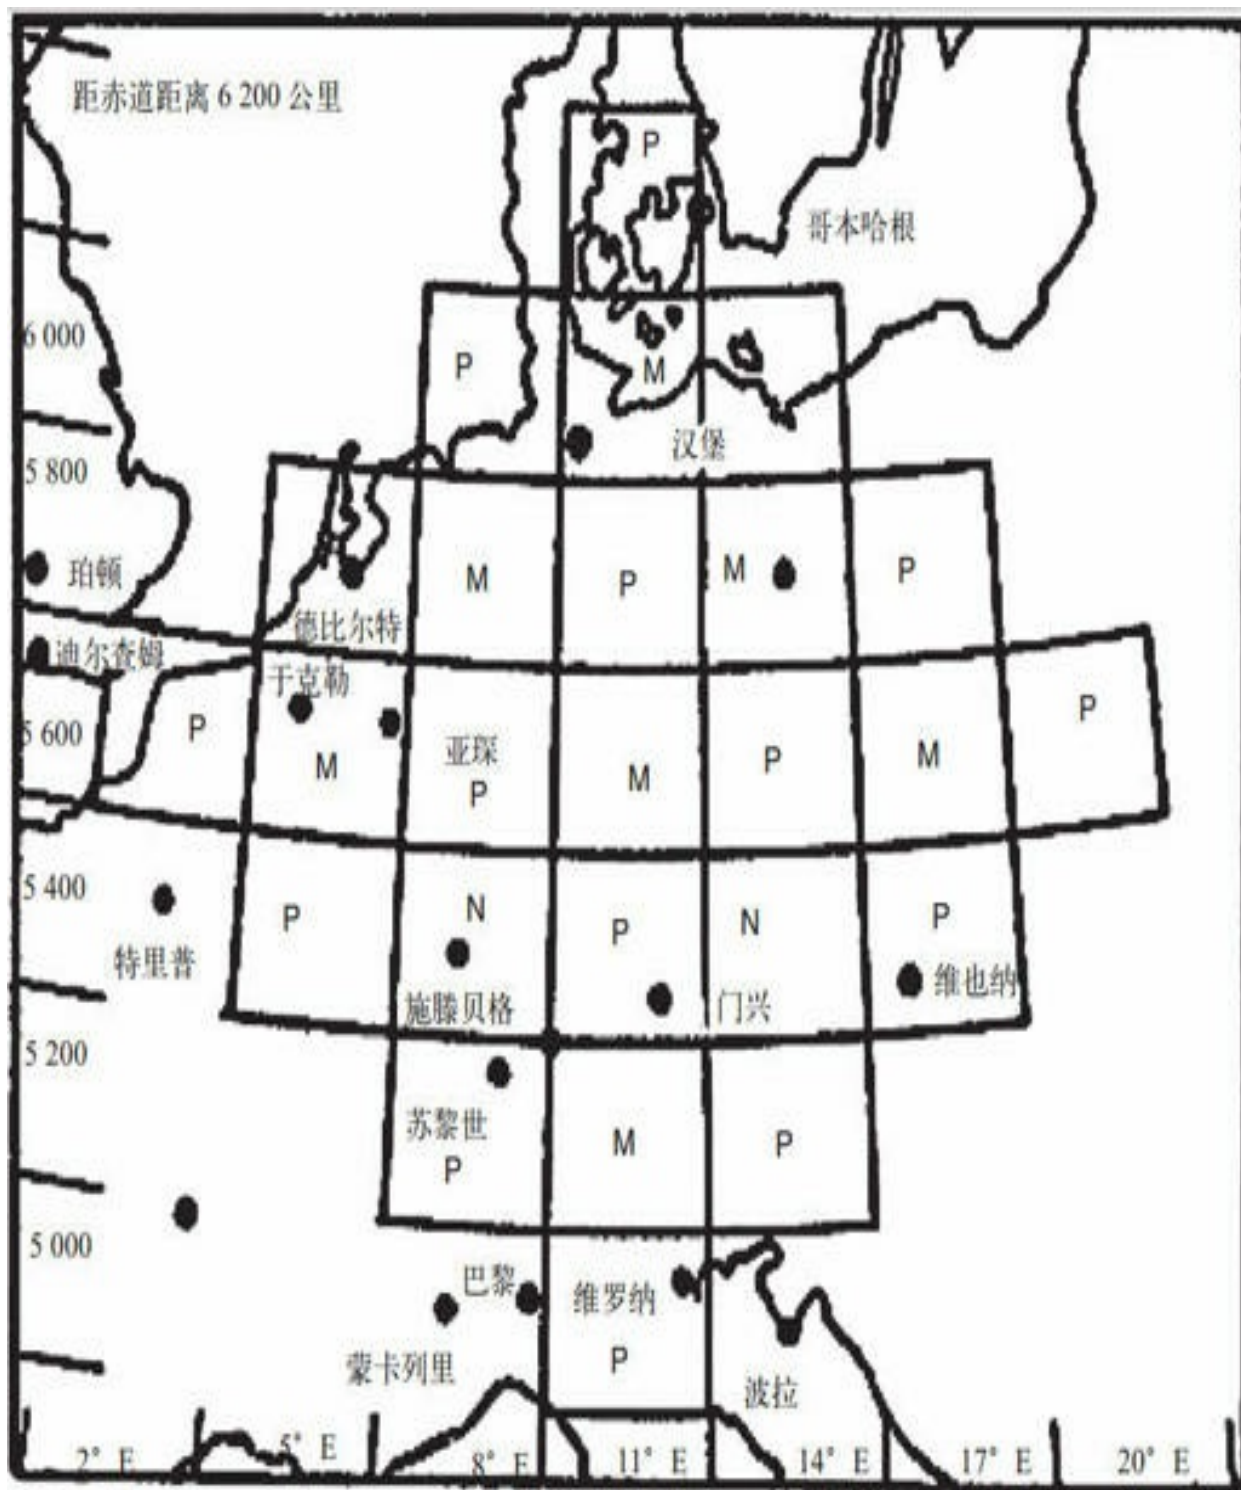 距赤道距离 6 200 公里
P
哥本哈根
6 000
P
M
汉堡
5 800
珀顿
M
P
M
P
德比尔特
迪尔查姆
于克勒
5 600
P
M
亚琛
P
M
P
M
P
5 400
P
N
P
N
P
特里普
施滕贝格
门兴
维也纳
5 200
苏黎世
P
M
P
5 000
巴黎
维罗纳
蒙卡列里
P
波拉
2° E
5° E
8° E
11° E
14° E
17° E
20° E